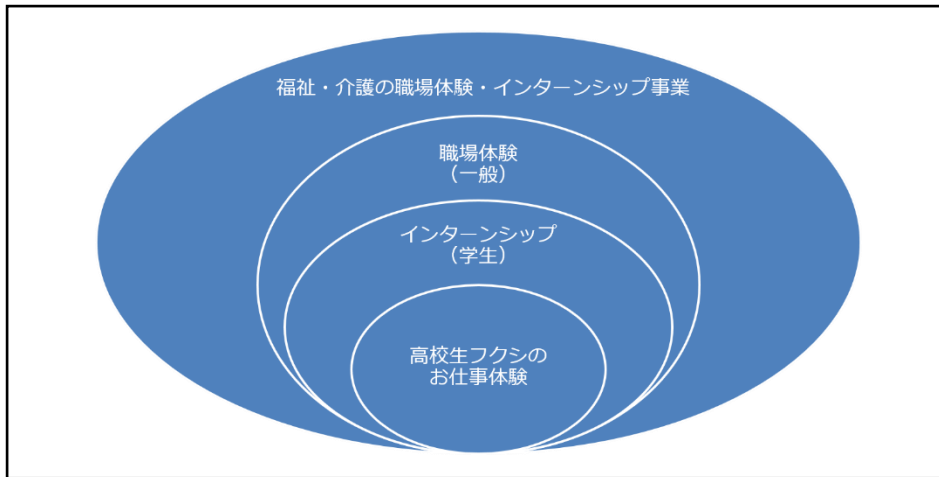 福祉・介護の職場体験・インターンシップ事業
職場体験
（一般）
インターンシップ
（学生）
高校生フクシの
お仕事体験